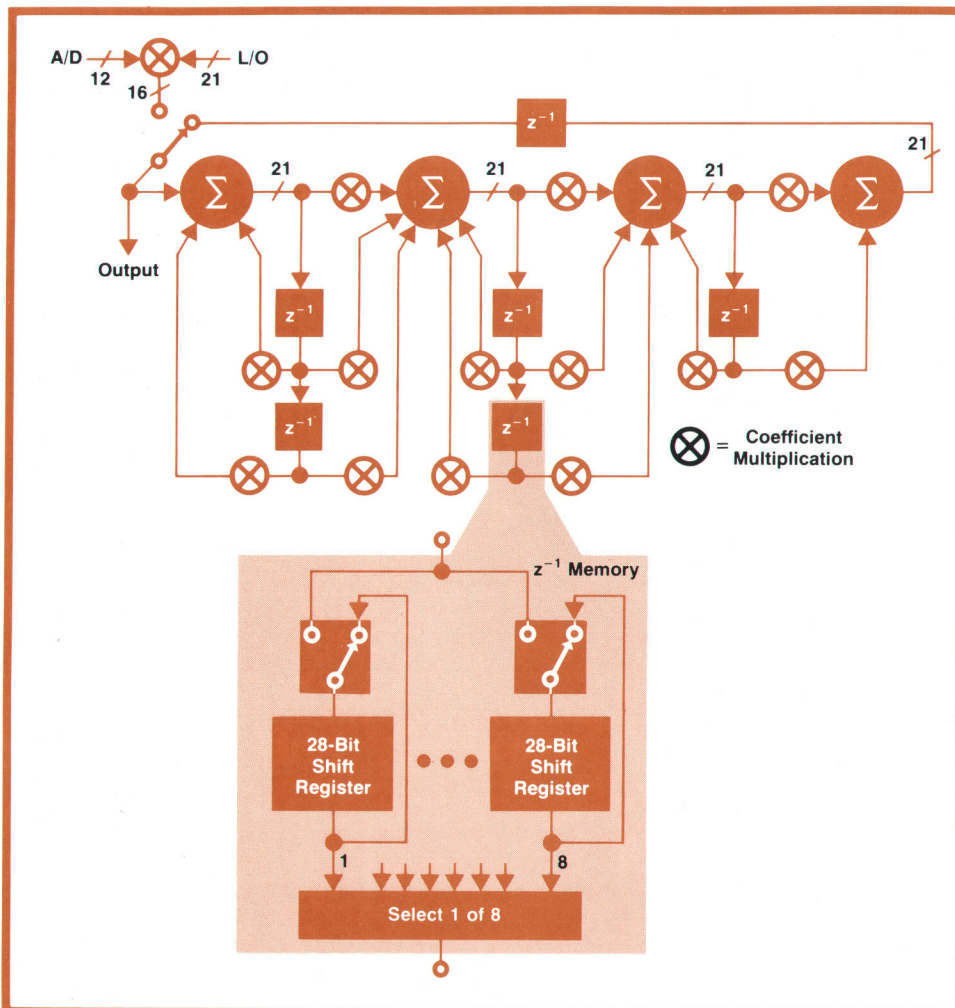 A/D
12
L/O
21
16
z⁻¹
21
Σ
21
Σ
21
Σ
21
Σ
Output
z⁻¹
z⁻¹
z⁻¹
z⁻¹
z⁻¹
= Coefficient
Multiplication
z⁻¹ Memory
28-Bit
Shift
Register
28-Bit
Shift
Register
1
8
Select 1 of 8